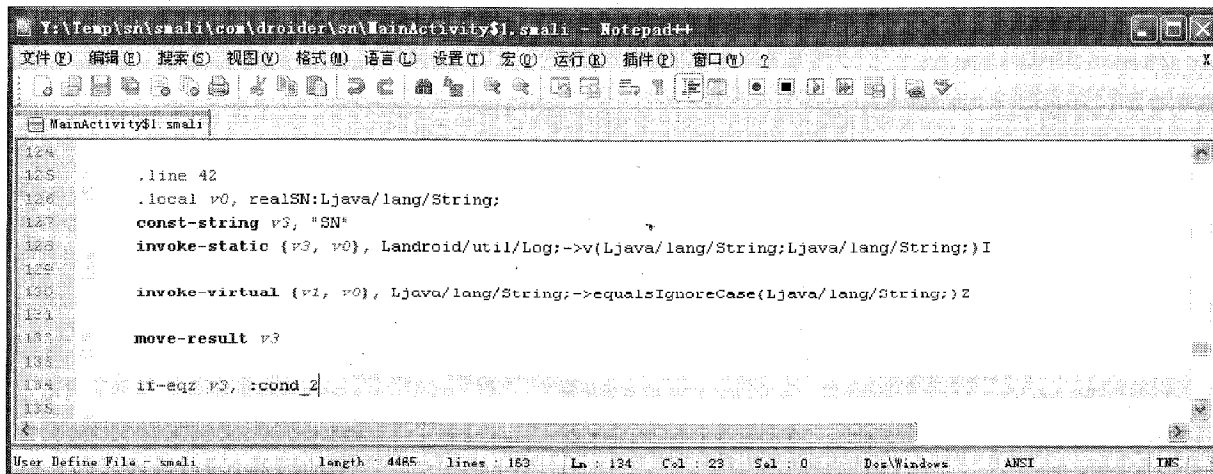 Y:\Temp\sn\smali\com\droider\sn\MainActivity$1.smali - Notepad++
文件(F) 编辑(E) 搜索(S) 视图(V) 格式(M) 语言(L) 设置(T) 宏(O) 运行(R) 插件(P) 窗口(W) ? X
MainActivity$1.smali
124
125 .line 42
126 .local v0, realSN:Ljava/lang/String;
127 const-string v3, "SN"
128 invoke-static {v3, v0}, Landroid/util/Log;->v(Ljava/lang/String;Ljava/lang/String;)I
129
130 invoke-virtual {v1, v0}, Ljava/lang/String;->equalsIgnoreCase(Ljava/lang/String;)Z
131
132 move-result v3
133
134 if-eqz v3, :cond_2
135
User Define File - smali length : 4465 lines : 163 Ln : 134 Col : 23 Sel : 0 Dos\Windows ANSI INS